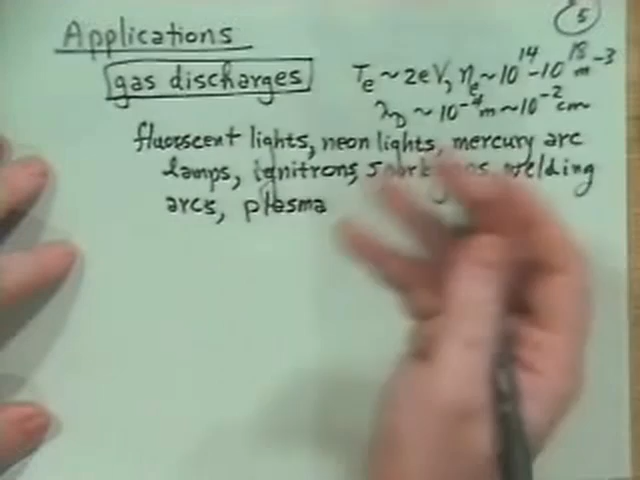 5
Applications
gas discharges Te ~ 2eV, ne ~ 10^14 - 10^18 m^-3
λD ~ 10^-4 m ~ 10^-2 cm
fluorscent lights, neon lights, mercury arc
lamps, ignitrons, welding
arcs, plasma